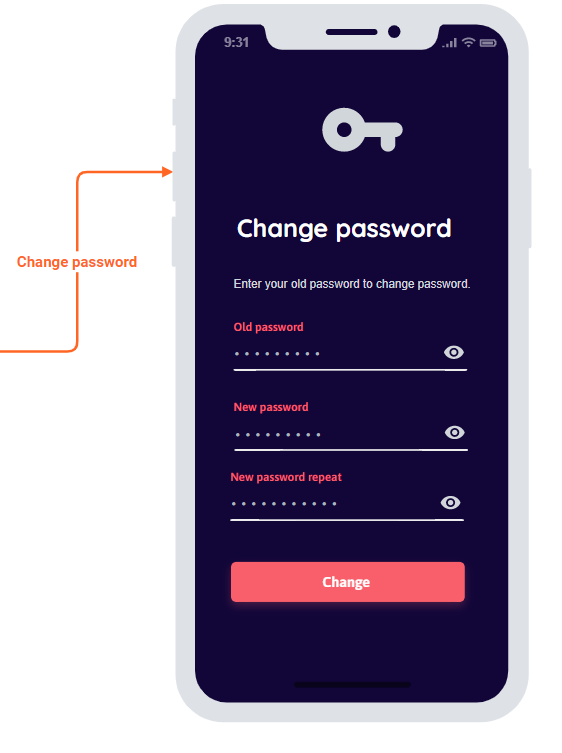 9:31
Change password
Change password
Enter your old password to change password.
Old password
New password
New password repeat
Change